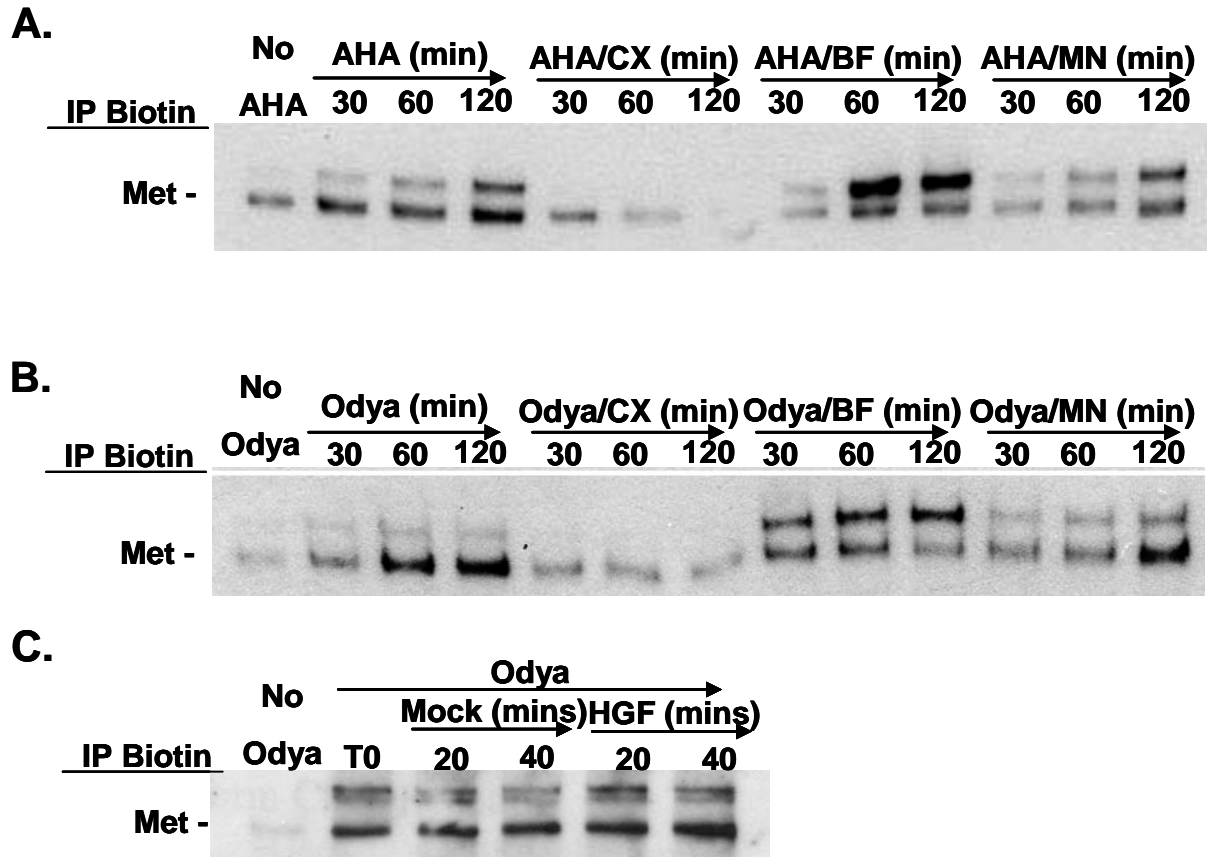 A.
No AHA (min) AHA/CX (min) AHA/BF (min) AHA/MN (min)
IP Biotin AHA 30 60 120 30 60 120 30 60 120 30 60 120
Met -
B.
No Odya (min) Odya/CX (min) Odya/BF (min) Odya/MN (min)
IP Biotin Odya 30 60 120 30 60 120 30 60 120 30 60 120
Met -
C.
Odya
No Mock (mins) HGF (mins)
IP Biotin Odya T0 20 40 20 40
Met -